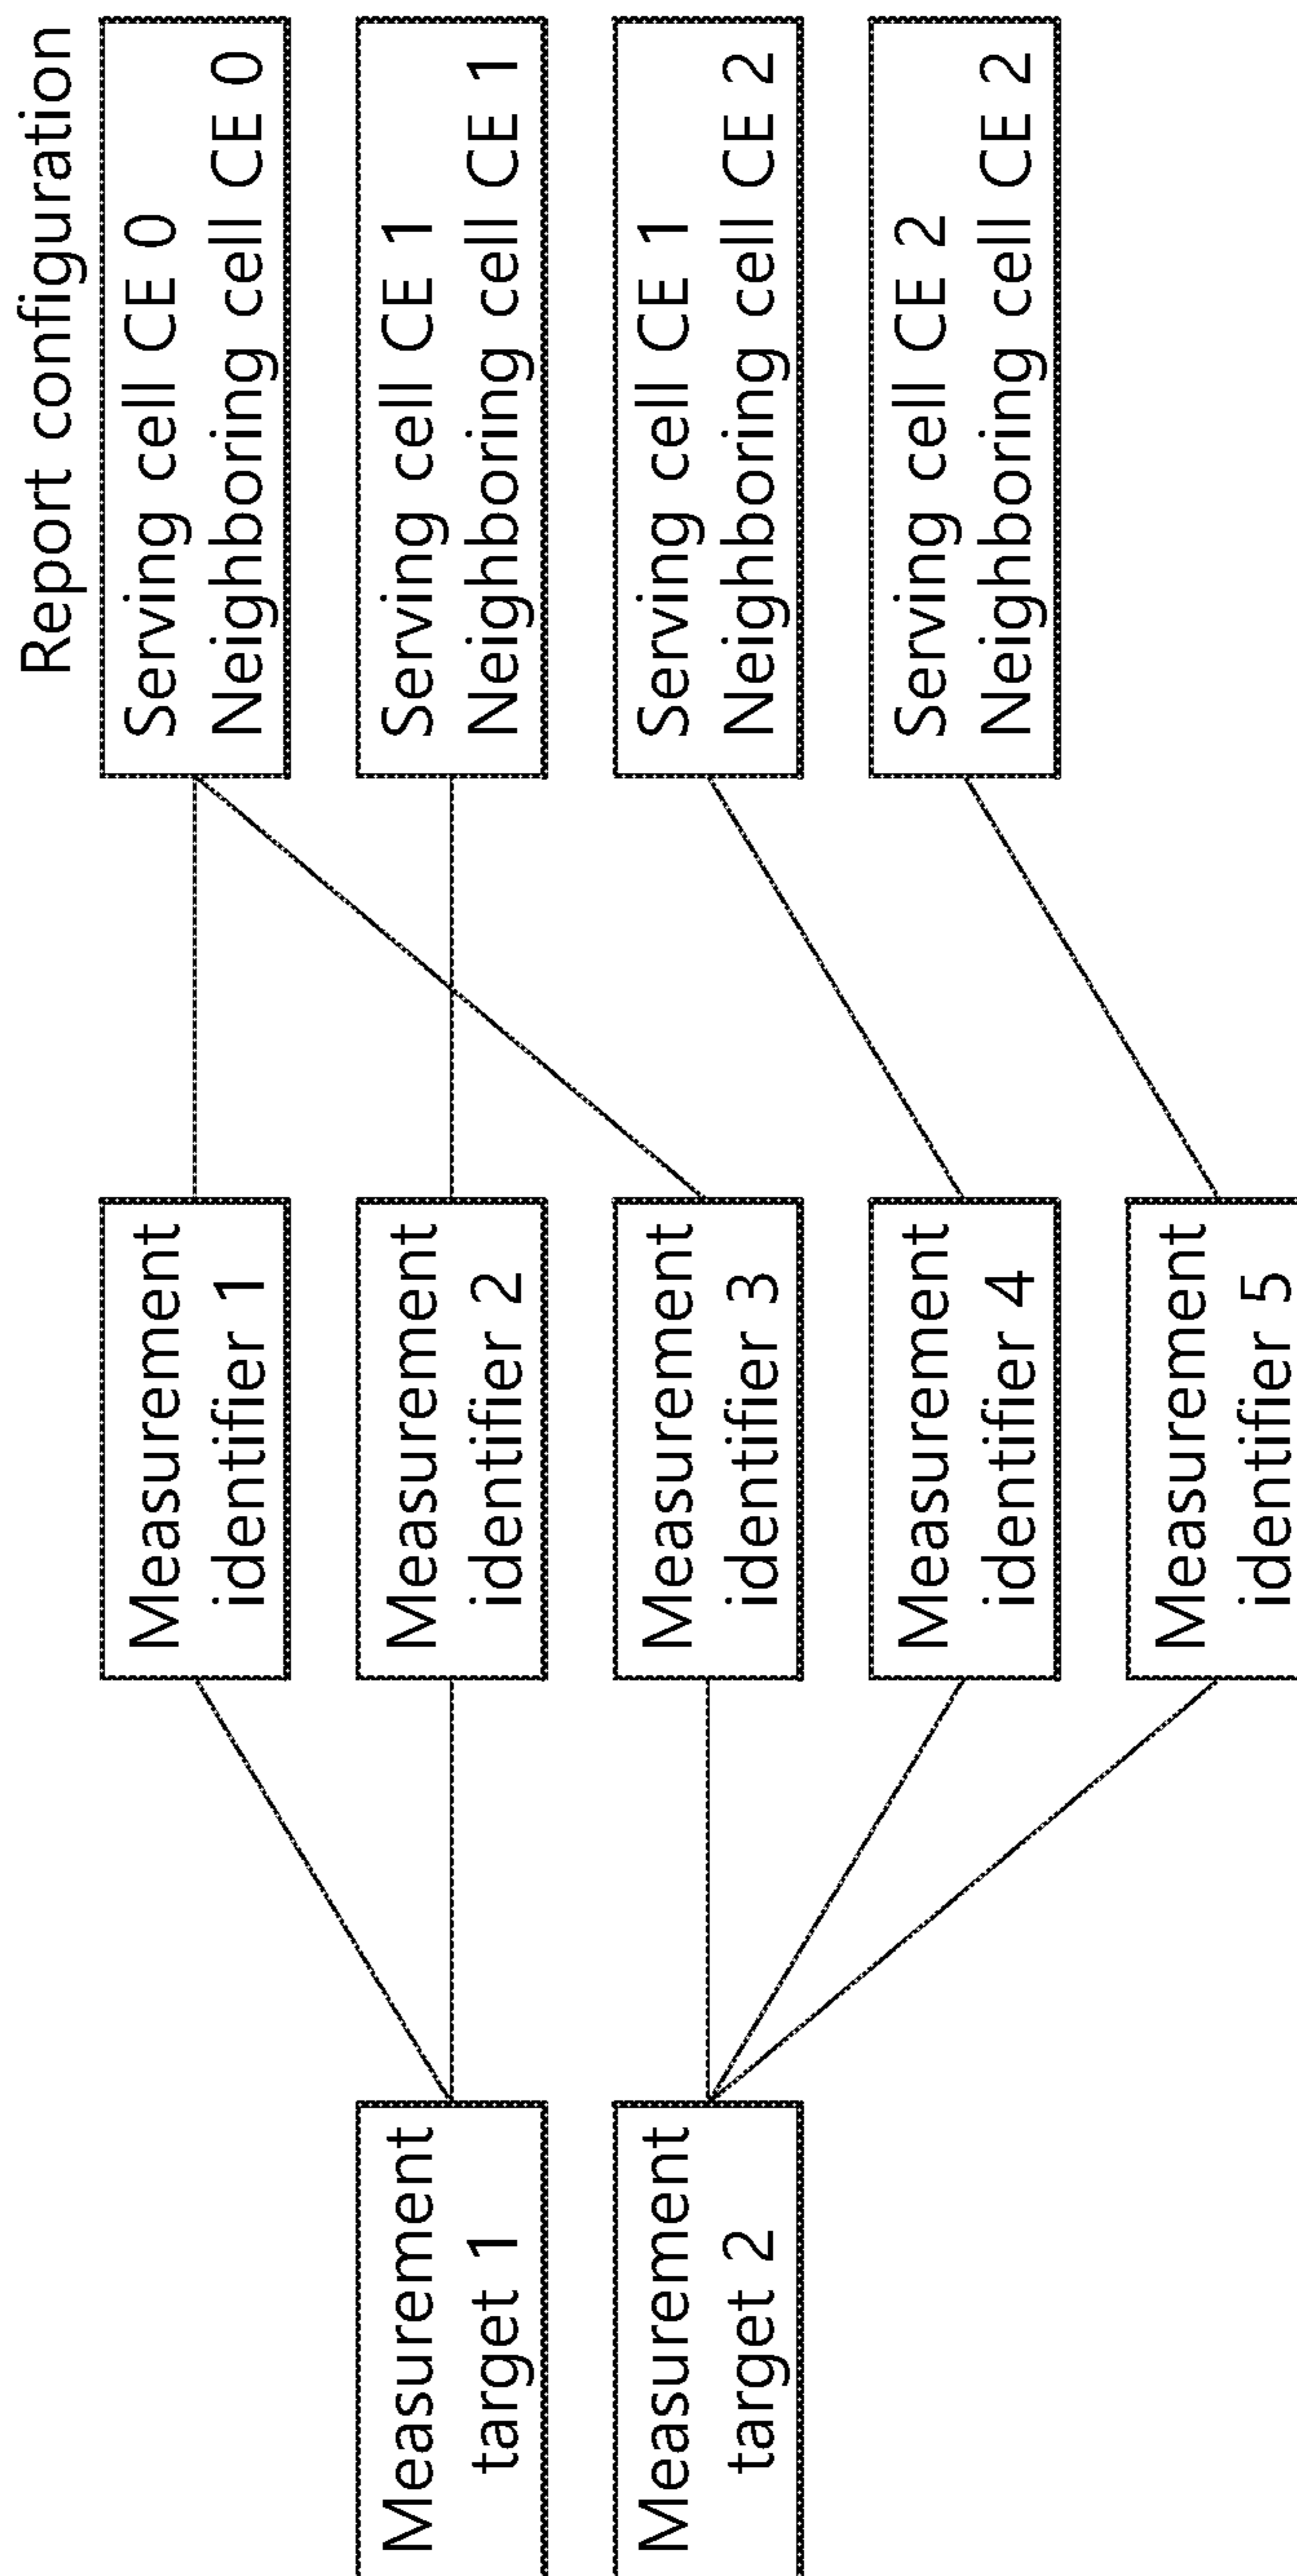 Report configuration
Measurement
target 1
Measurement
target 2
Measurement
identifier 1
Measurement
identifier 2
Measurement
identifier 3
Measurement
identifier 4
Measurement
identifier 5
Serving cell CE 0
Neighboring cell CE 0
Serving cell CE 1
Neighboring cell CE 1
Serving cell CE 1
Neighboring cell CE 2
Serving cell CE 2
Neighboring cell CE 2